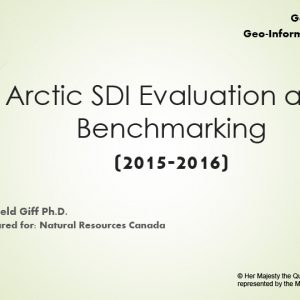 Geo-Inform
Arctic SDI Evaluation a
Benchmarking
(2015-2016)
eld Giff Ph.D.
ared for: Natural Resources Canada
© Her Majesty the Qu
represented by the M